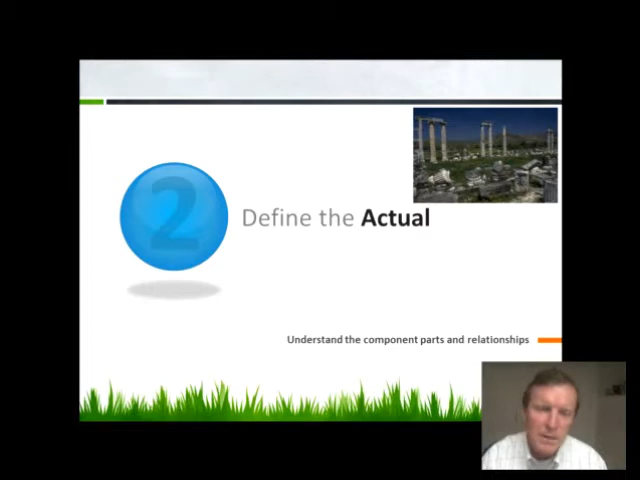 2
Define the Actual
Understand the component parts and relationships